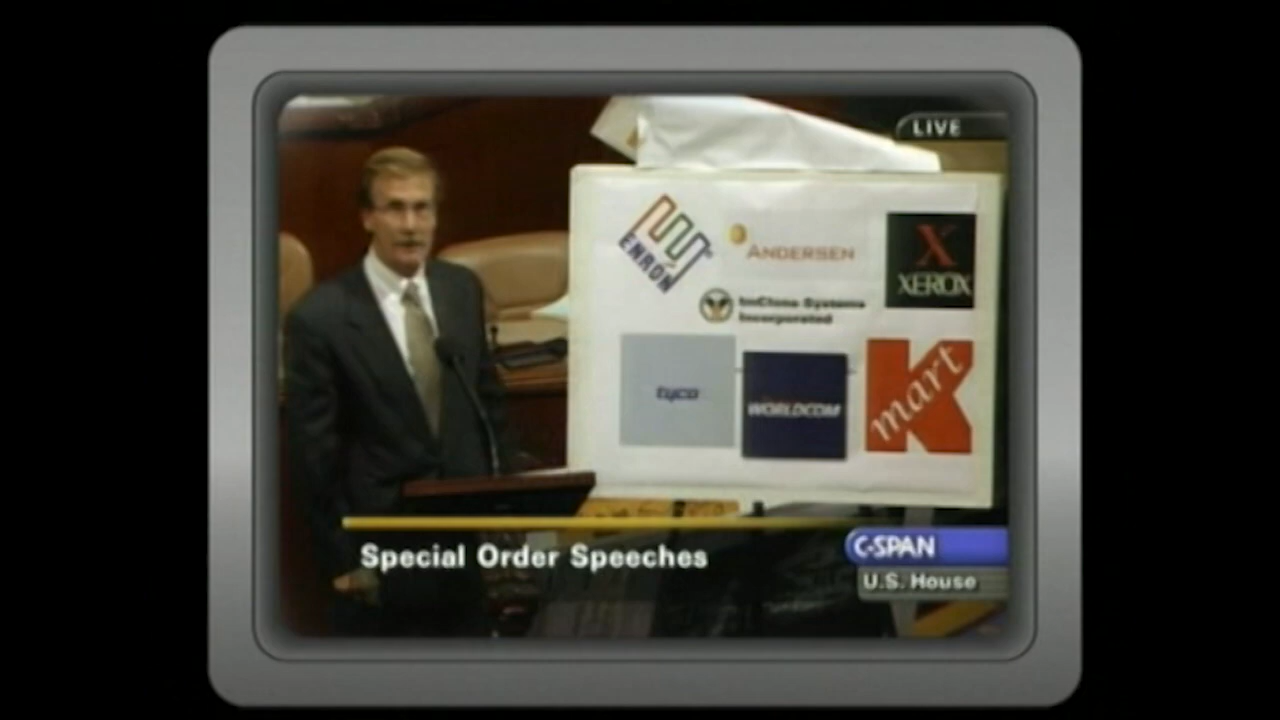 LIVE
ENRON
ANDERSEN
X
XEROX
ImClone Systems
Incorporated
tyco
WORLDCOM
K
mart
Special Order Speeches
C-SPAN
U.S. House